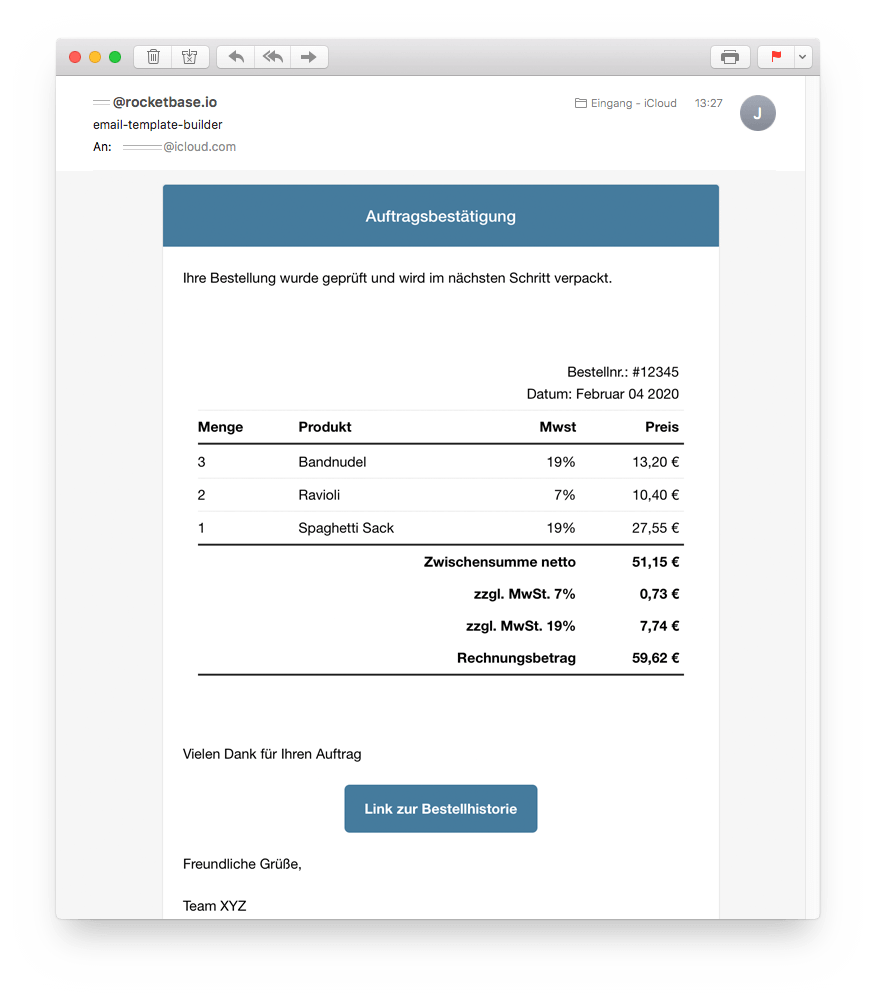 @rocketbase.io
Eingang - iCloud 13:27
J
email-template-builder
An: @icloud.com
Auftragsbestätigung
Ihre Bestellung wurde geprüft und wird im nächsten Schritt verpackt.
Bestellnr.: #12345
Datum: Februar 04 2020
Menge Produkt Mwst Preis
3 Bandnudel 19% 13,20 €
2 Ravioli 7% 10,40 €
1 Spaghetti Sack 19% 27,55 €
Zwischensumme netto 51,15 €
zzgl. MwSt. 7% 0,73 €
zzgl. MwSt. 19% 7,74 €
Rechnungsbetrag 59,62 €
Vielen Dank für Ihren Auftrag
Link zur Bestellhistorie
Freundliche Grüße,
Team XYZ